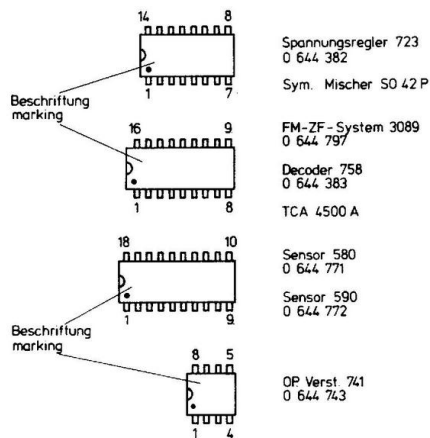 14 8
Spannungsregler 723
0 644 382
1 7
Sym. Mischer SO 42 P
Beschriftung
marking
16 9
FM-ZF-System 3089
0 644 797
Decoder 758
0 644 383
1 8
TCA 4500 A
18 10
Sensor 580
0 644 771
Sensor 590
0 644 772
1 9
Beschriftung
marking
8 5
OP. Verst. 741
0 644 743
1 4